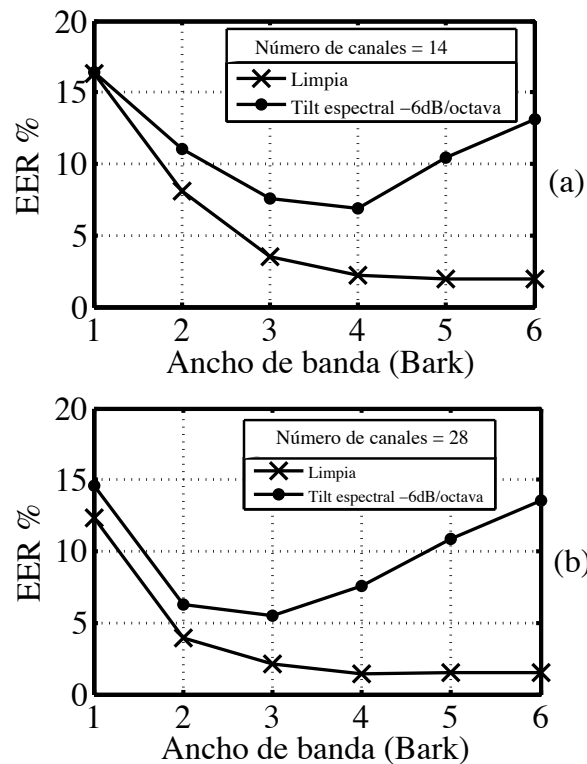 20
15
10
5
0
EER %
Número de canales = 14
Limpia
Tilt espectral −6dB/octava
(a)
1 2 3 4 5 6
Ancho de banda (Bark)
20
15
10
5
0
EER %
Número de canales = 28
Limpia
Tilt espectral −6dB/octava
(b)
1 2 3 4 5 6
Ancho de banda (Bark)